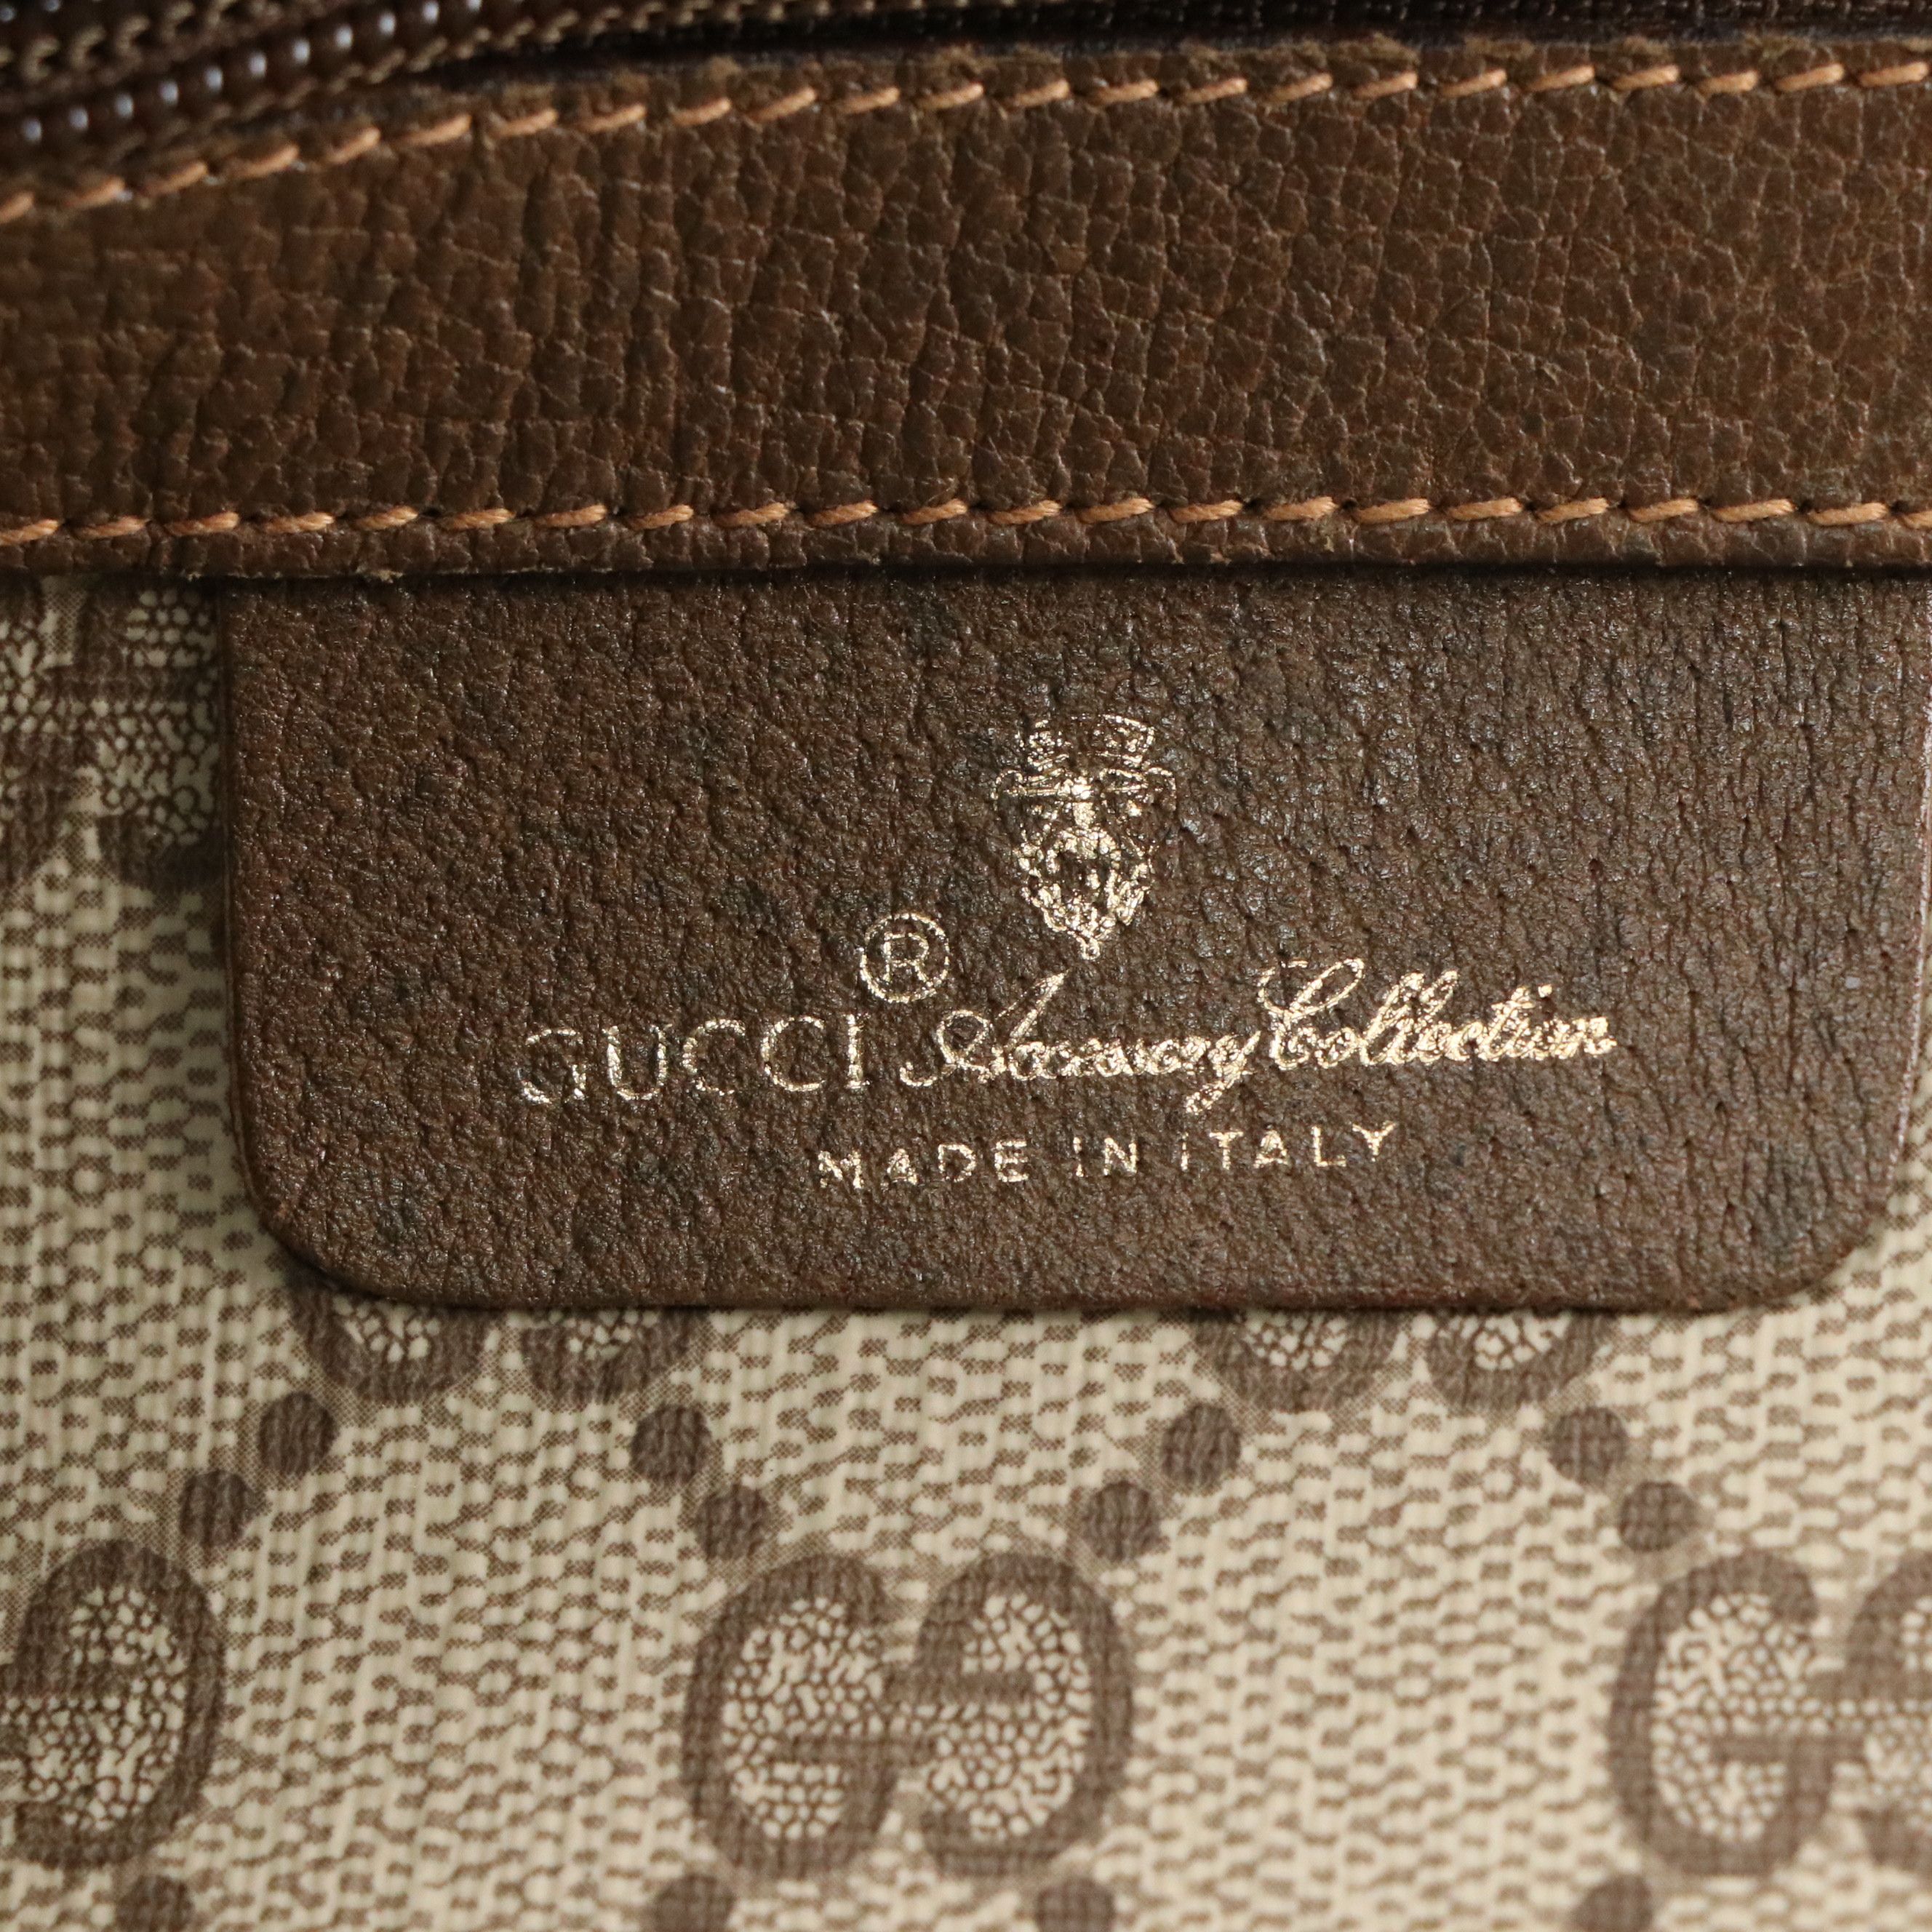 ®
GUCCI Accessory Collection
MADE IN ITALY